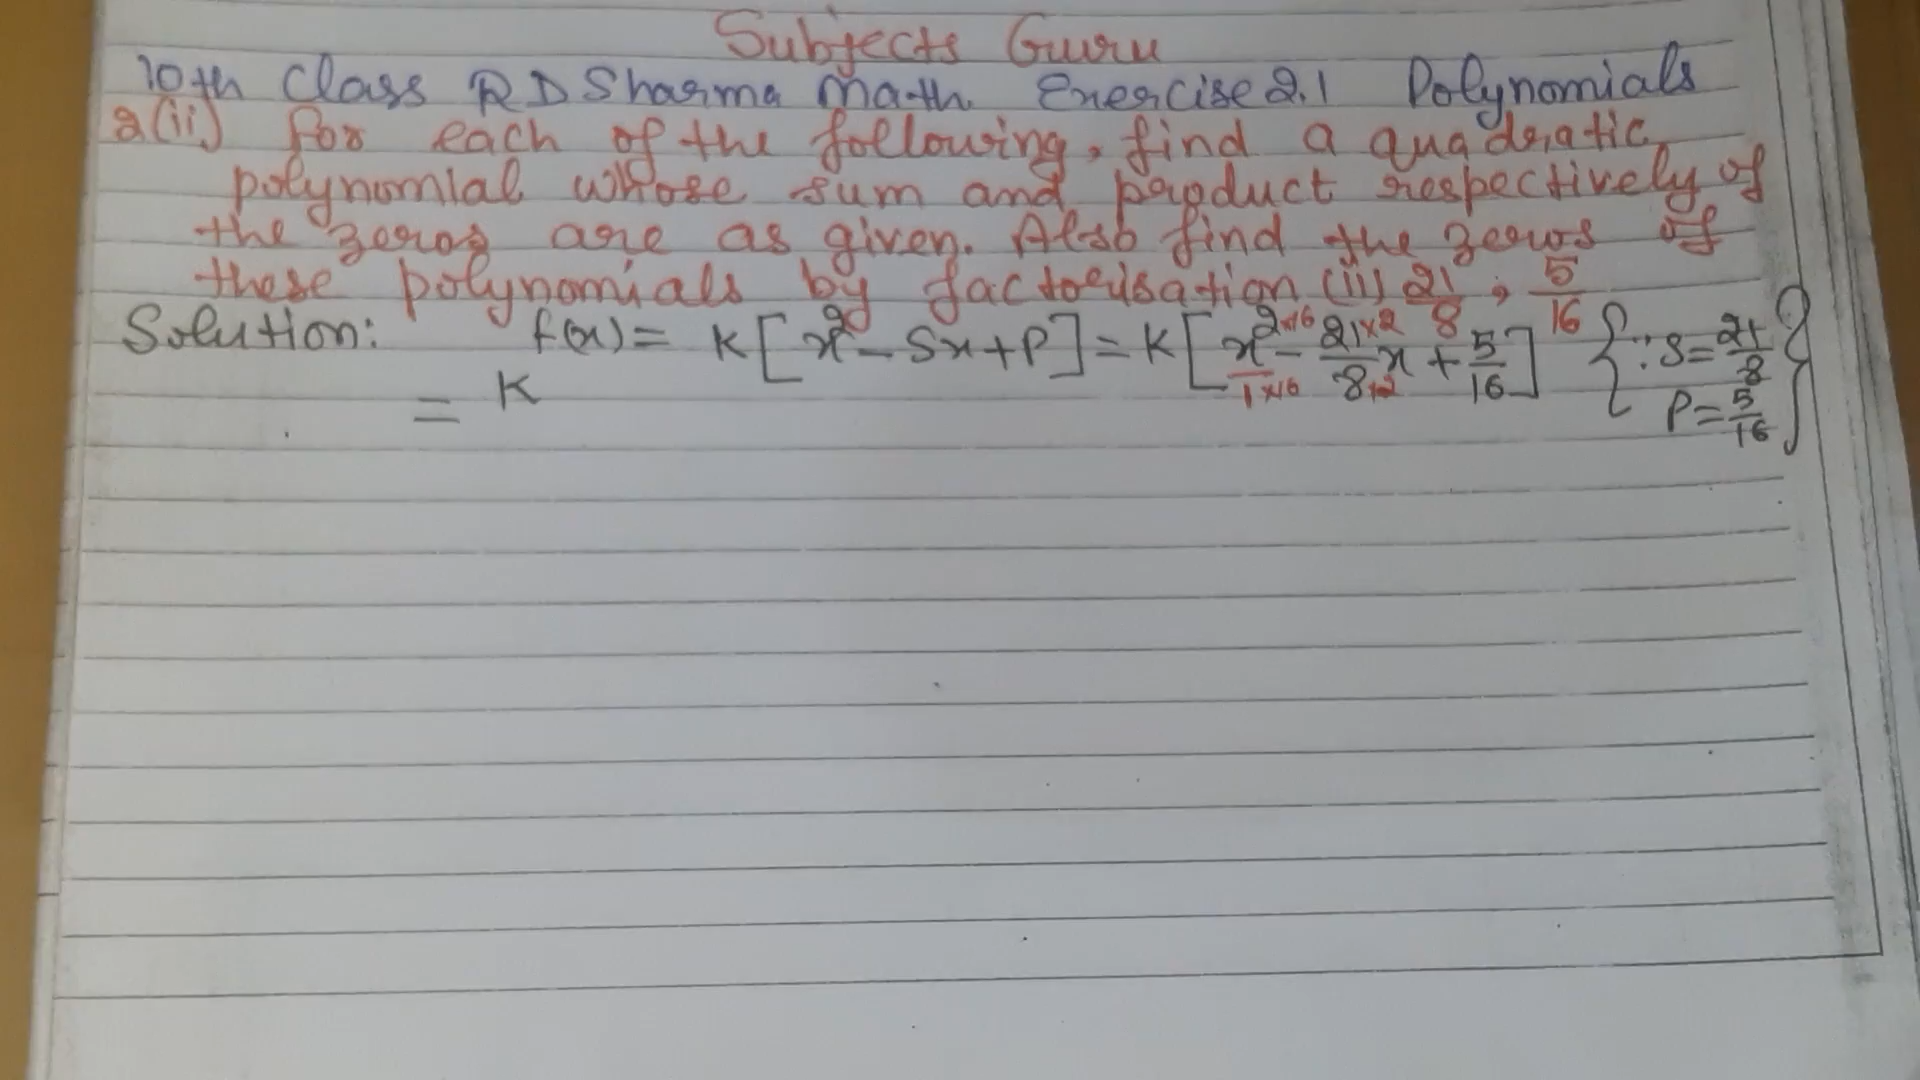 Subjects Guru
10th Class RD Sharma Math Exercise 2.1 Polynomials
2(ii) For each of the following, find a quadratic
polynomial whose sum and product respectively of
the zeros are as given. Also find the zeros of
these polynomials by factorisation (ii) 21/8, 5/16
Solution: f(x) = K[x² - Sx + P] = K[x²×16/1×16 - 21×2/8×2 x + 5/16] {∵ S = 21/8
P = 5/16}
= K